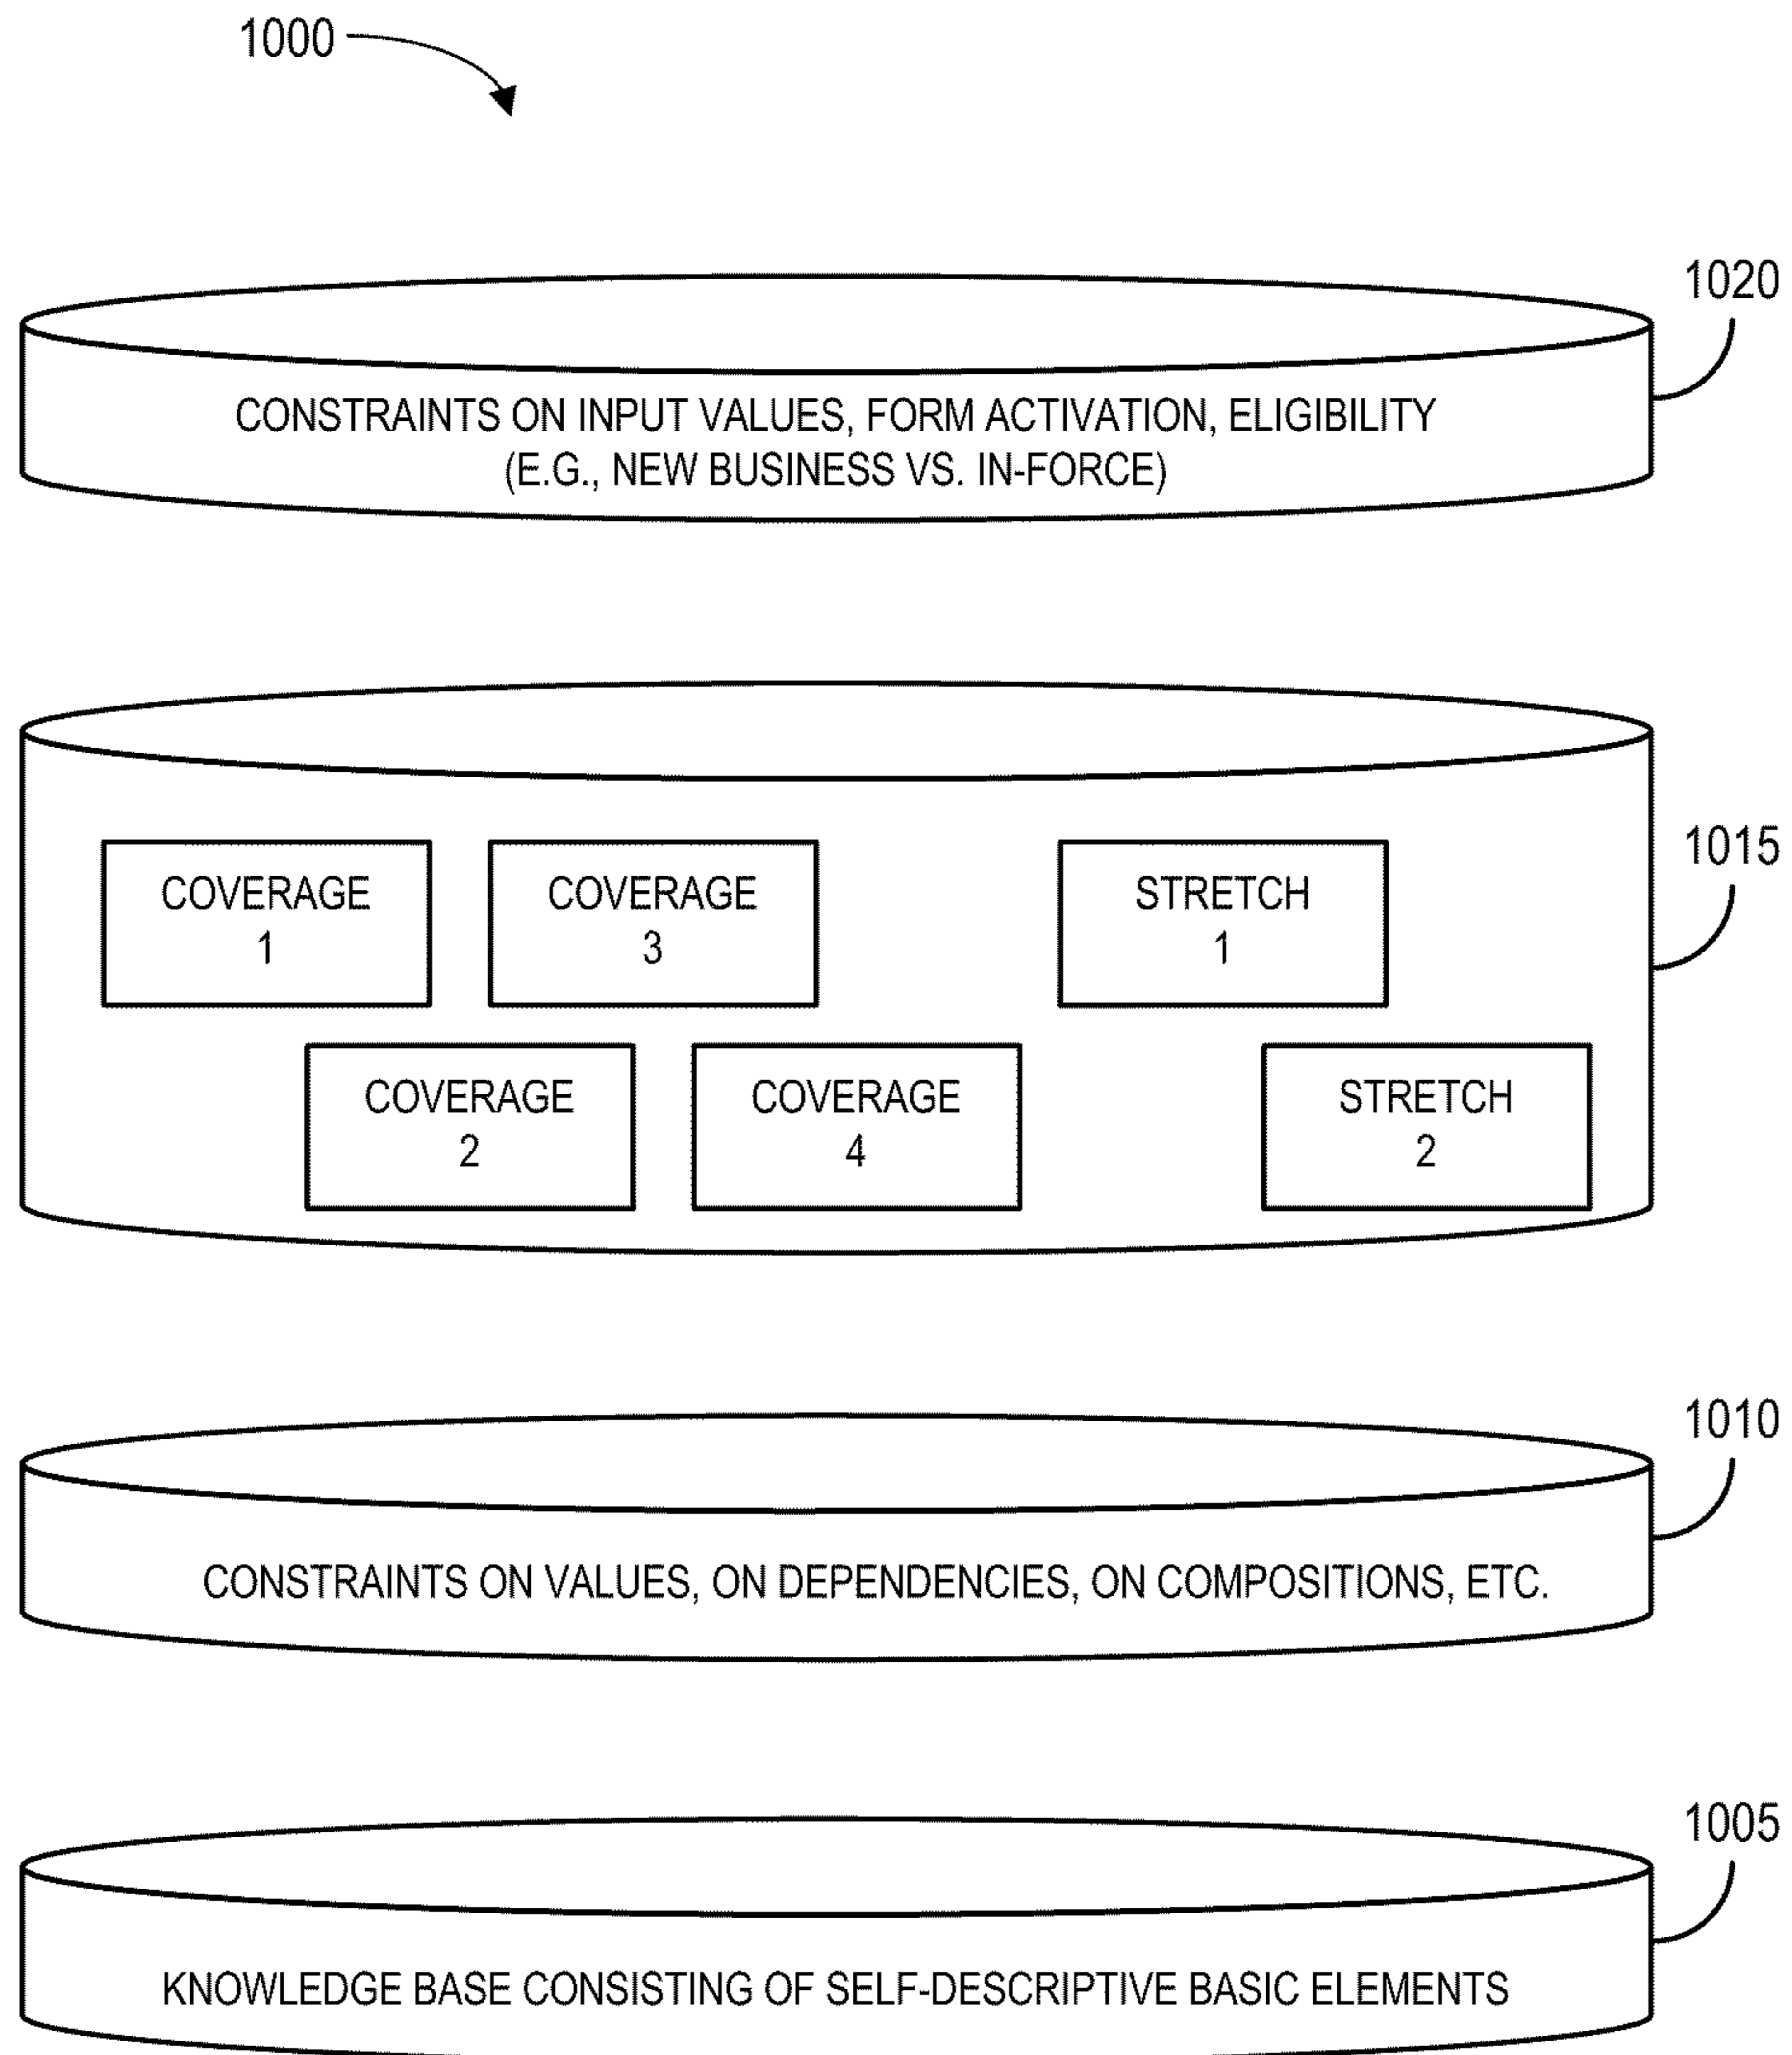 1000
1020
CONSTRAINTS ON INPUT VALUES, FORM ACTIVATION, ELIGIBILITY
(E.G., NEW BUSINESS VS. IN-FORCE)
1015
COVERAGE
1
COVERAGE
3
STRETCH
1
COVERAGE
2
COVERAGE
4
STRETCH
2
1010
CONSTRAINTS ON VALUES, ON DEPENDENCIES, ON COMPOSITIONS, ETC.
1005
KNOWLEDGE BASE CONSISTING OF SELF-DESCRIPTIVE BASIC ELEMENTS